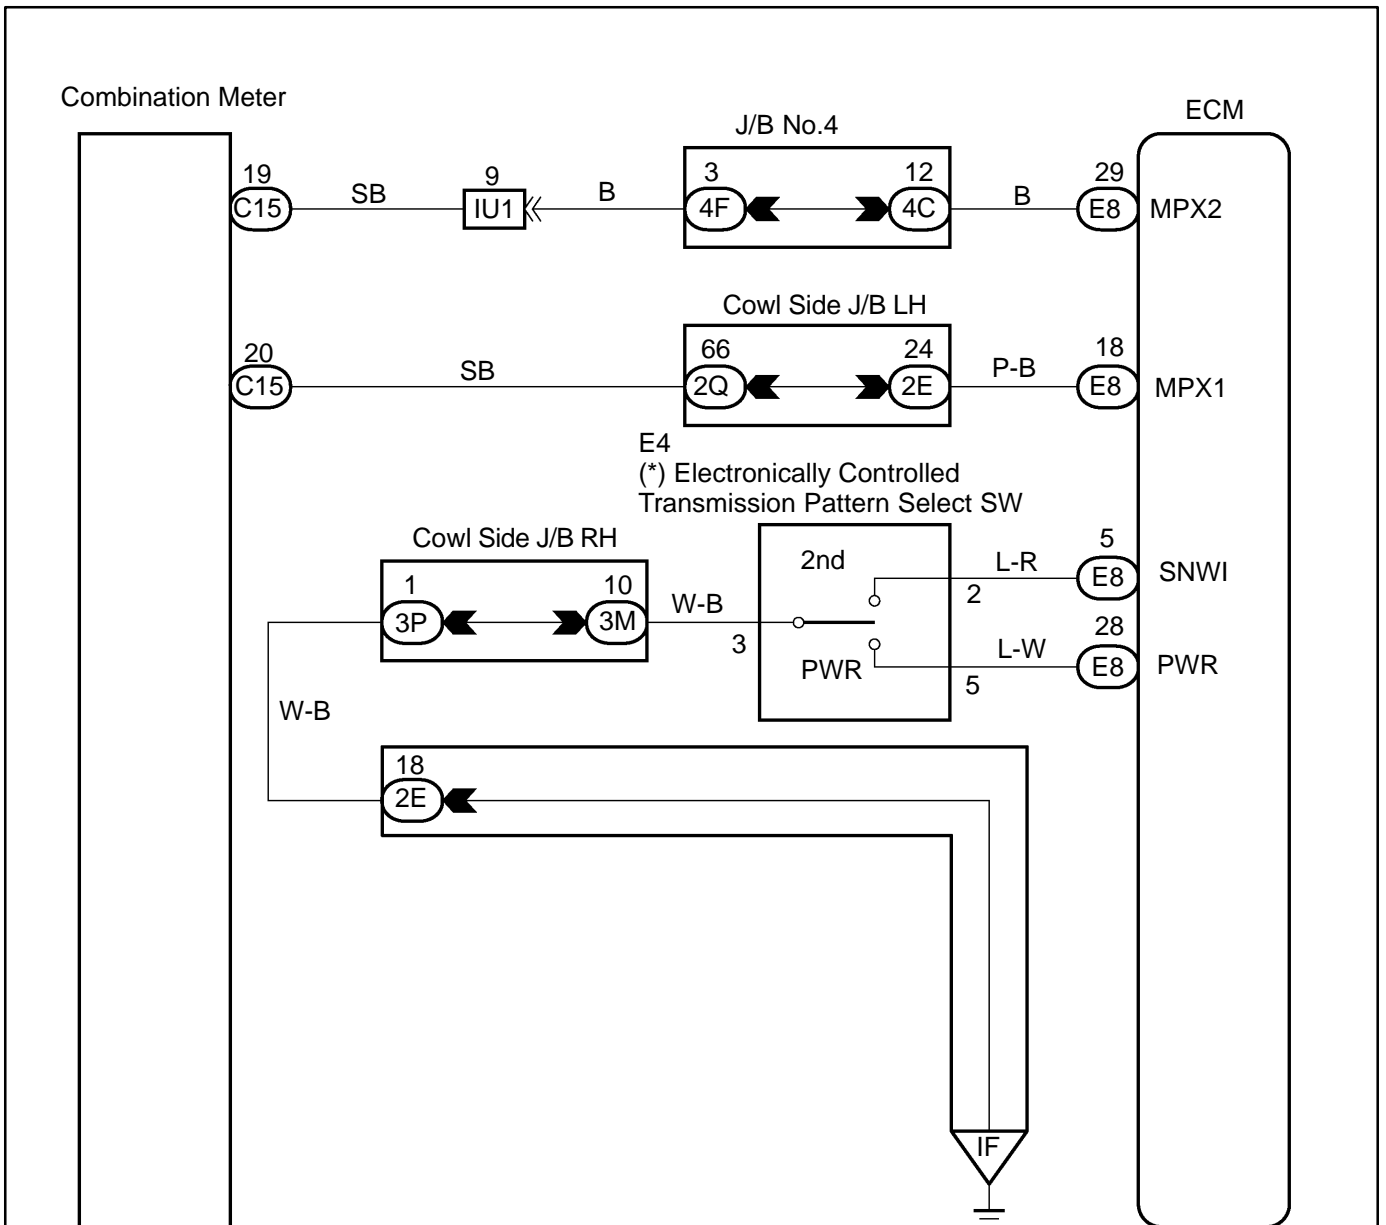 Combination Meter
ECM
J/B No.4
19
C15
SB
9
IU1
B
3
4F
12
4C
B
29
E8
MPX2
Cowl Side J/B LH
20
C15
SB
66
2Q
24
2E
P-B
18
E8
MPX1
E4
(*) Electronically Controlled
Transmission Pattern Select SW
Cowl Side J/B RH
1
3P
10
3M
W-B
3
2nd
PWR
L-R
2
5
E8
SNWI
L-W
5
28
E8
PWR
W-B
18
2E
IF